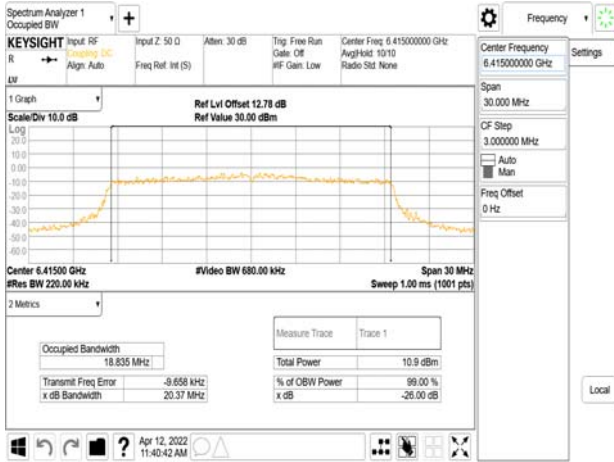 Spectrum Analyzer 1
Occupied BW
+
Frequency
KEYSIGHT
R
Input: RF
Coupling: DC
Align: Auto
Input Z: 50 Ω
Freq Ref: Int (S)
Atten: 30 dB
Trig: Free Run
Gate: Off
#IF Gain: Low
Center Freq: 6.415000000 GHz
Avg|Hold: 10/10
Radio Std: None
Center Frequency
6.415000000 GHz
Settings
Span
30.000 MHz
CF Step
3.000000 MHz
Auto
Man
Freq Offset
0 Hz
Local
1 Graph
Scale/Div 10.0 dB
Ref Lvl Offset 12.78 dB
Ref Value 30.00 dBm
Log
20.0
10.0
0.00
-10.0
-20.0
-30.0
-40.0
-50.0
-60.0
Center 6.41500 GHz
#Res BW 220.00 kHz
#Video BW 680.00 kHz
Span 30 MHz
Sweep 1.00 ms (1001 pts)
2 Metrics
Measure Trace
Trace 1
Occupied Bandwidth
18.835 MHz
Total Power
10.9 dBm
Transmit Freq Error
-9.658 kHz
% of OBW Power
99.00 %
x dB Bandwidth
20.37 MHz
x dB
-26.00 dB
?
Apr 12, 2022
11:40:42 AM